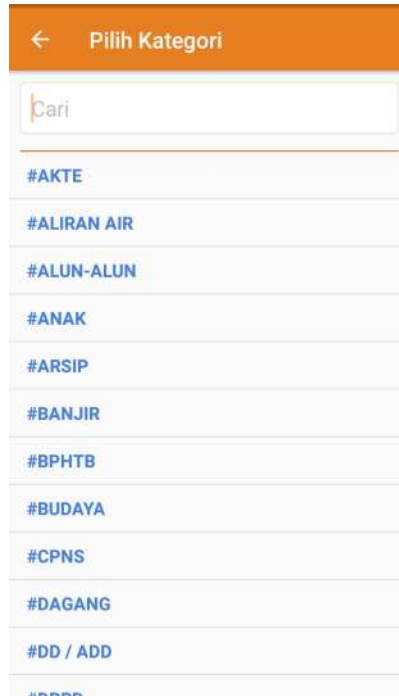 Pilih Kategori
Cari
#AKTE
#ALIRAN AIR
#ALUN-ALUN
#ANAK
#ARSIP
#BANJIR
#BPHTB
#BUDAYA
#CPNS
#DAGANG
#DD / ADD